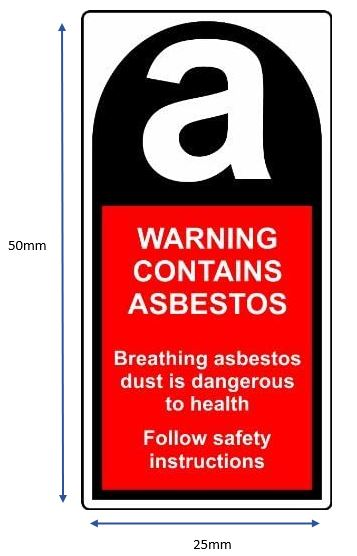 a
50mm
WARNING
CONTAINS
ASBESTOS
Breathing asbestos
dust is dangerous
to health
Follow safety
instructions
25mm